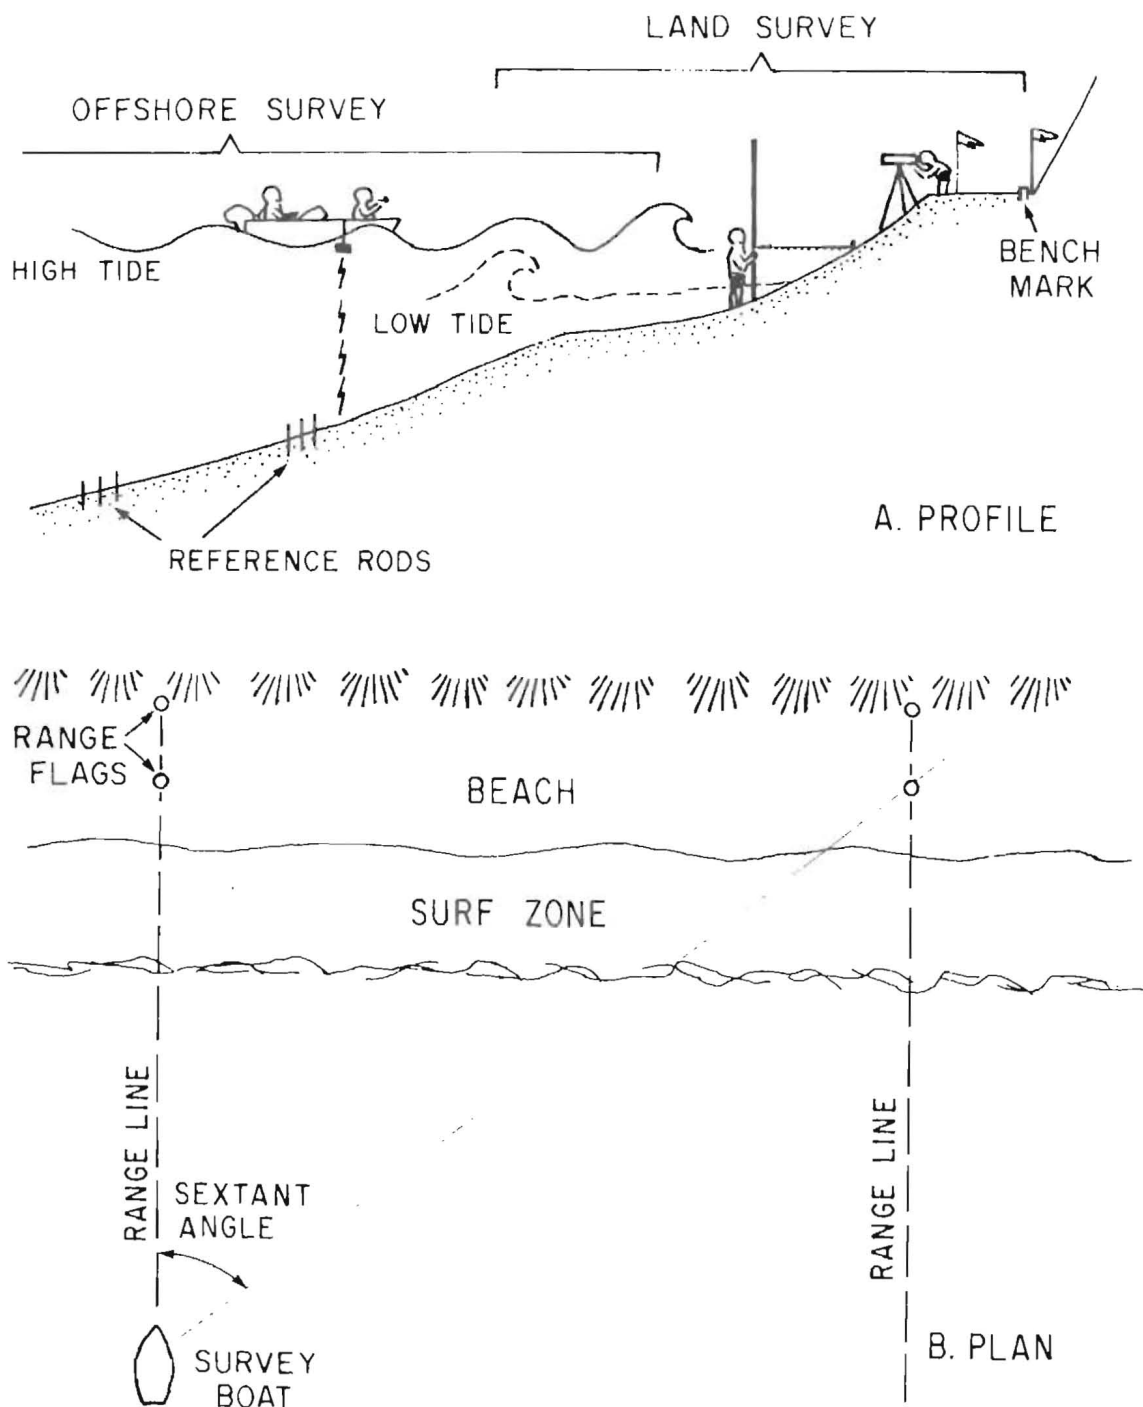 LAND SURVEY
OFFSHORE SURVEY
HIGH TIDE
LOW TIDE
BENCH
MARK
A. PROFILE
REFERENCE RODS
RANGE
FLAGS
BEACH
SURF ZONE
RANGE LINE
SEXTANT
ANGLE
RANGE LINE
SURVEY
BOAT
B. PLAN